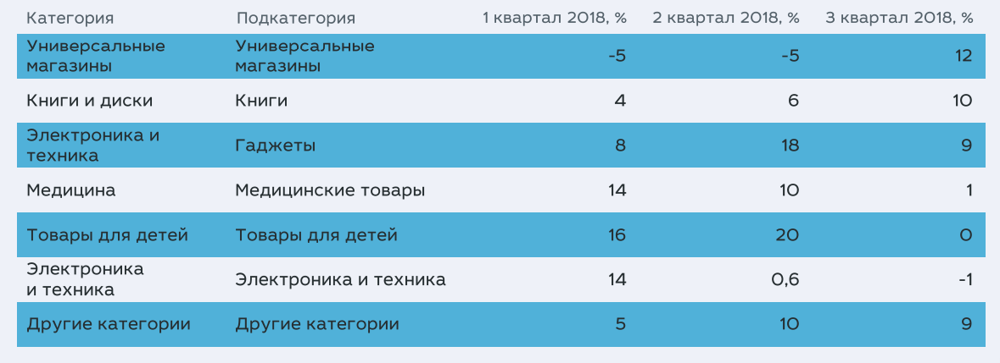 Категория Подкатегория 1 квартал 2018, % 2 квартал 2018, % 3 квартал 2018, %
Универсальные Универсальные
магазины магазины -5 -5 12
Книги и диски Книги 4 6 10
Электроника и
техника Гаджеты 8 18 9
Медицина Медицинские товары 14 10 1
Товары для детей Товары для детей 16 20 0
Электроника
и техника Электроника и техника 14 0,6 -1
Другие категории Другие категории 5 10 9